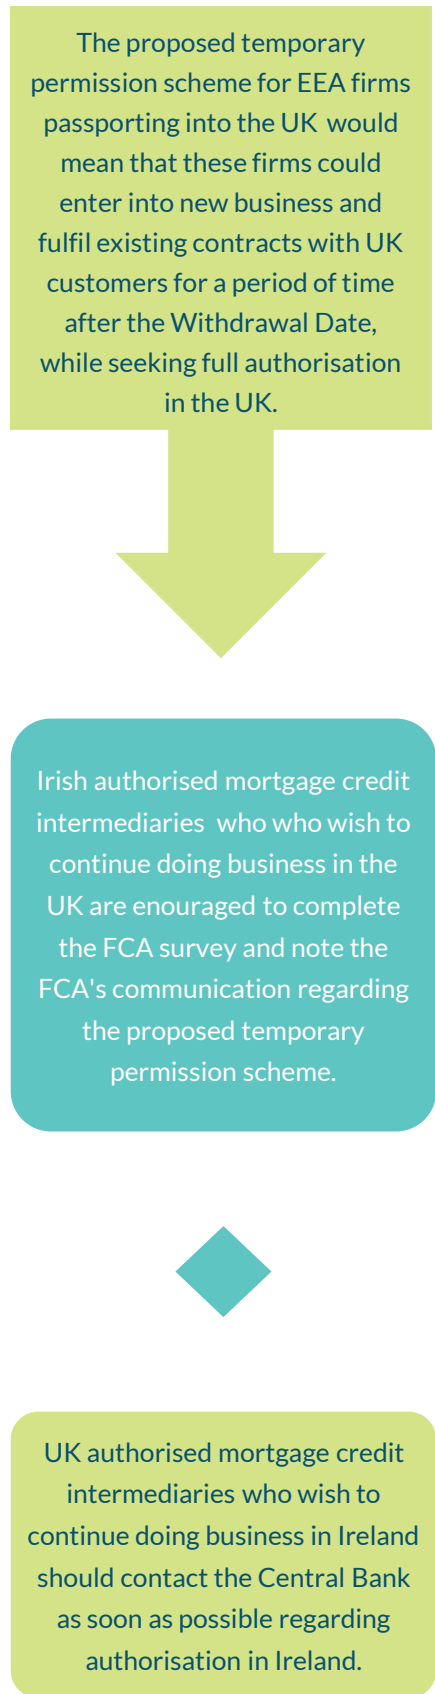 The proposed temporary
permission scheme for EEA firms
passporting into the UK would
mean that these firms could
enter into new business and
fulfil existing contracts with UK
customers for a period of time
after the Withdrawal Date,
while seeking full authorisation
in the UK.
Irish authorised mortgage credit
intermediaries who who wish to
continue doing business in the
UK are enouraged to complete
the FCA survey and note the
FCA's communication regarding
the proposed temporary
permission scheme.
UK authorised mortgage credit
intermediaries who wish to
continue doing business in Ireland
should contact the Central Bank
as soon as possible regarding
authorisation in Ireland.